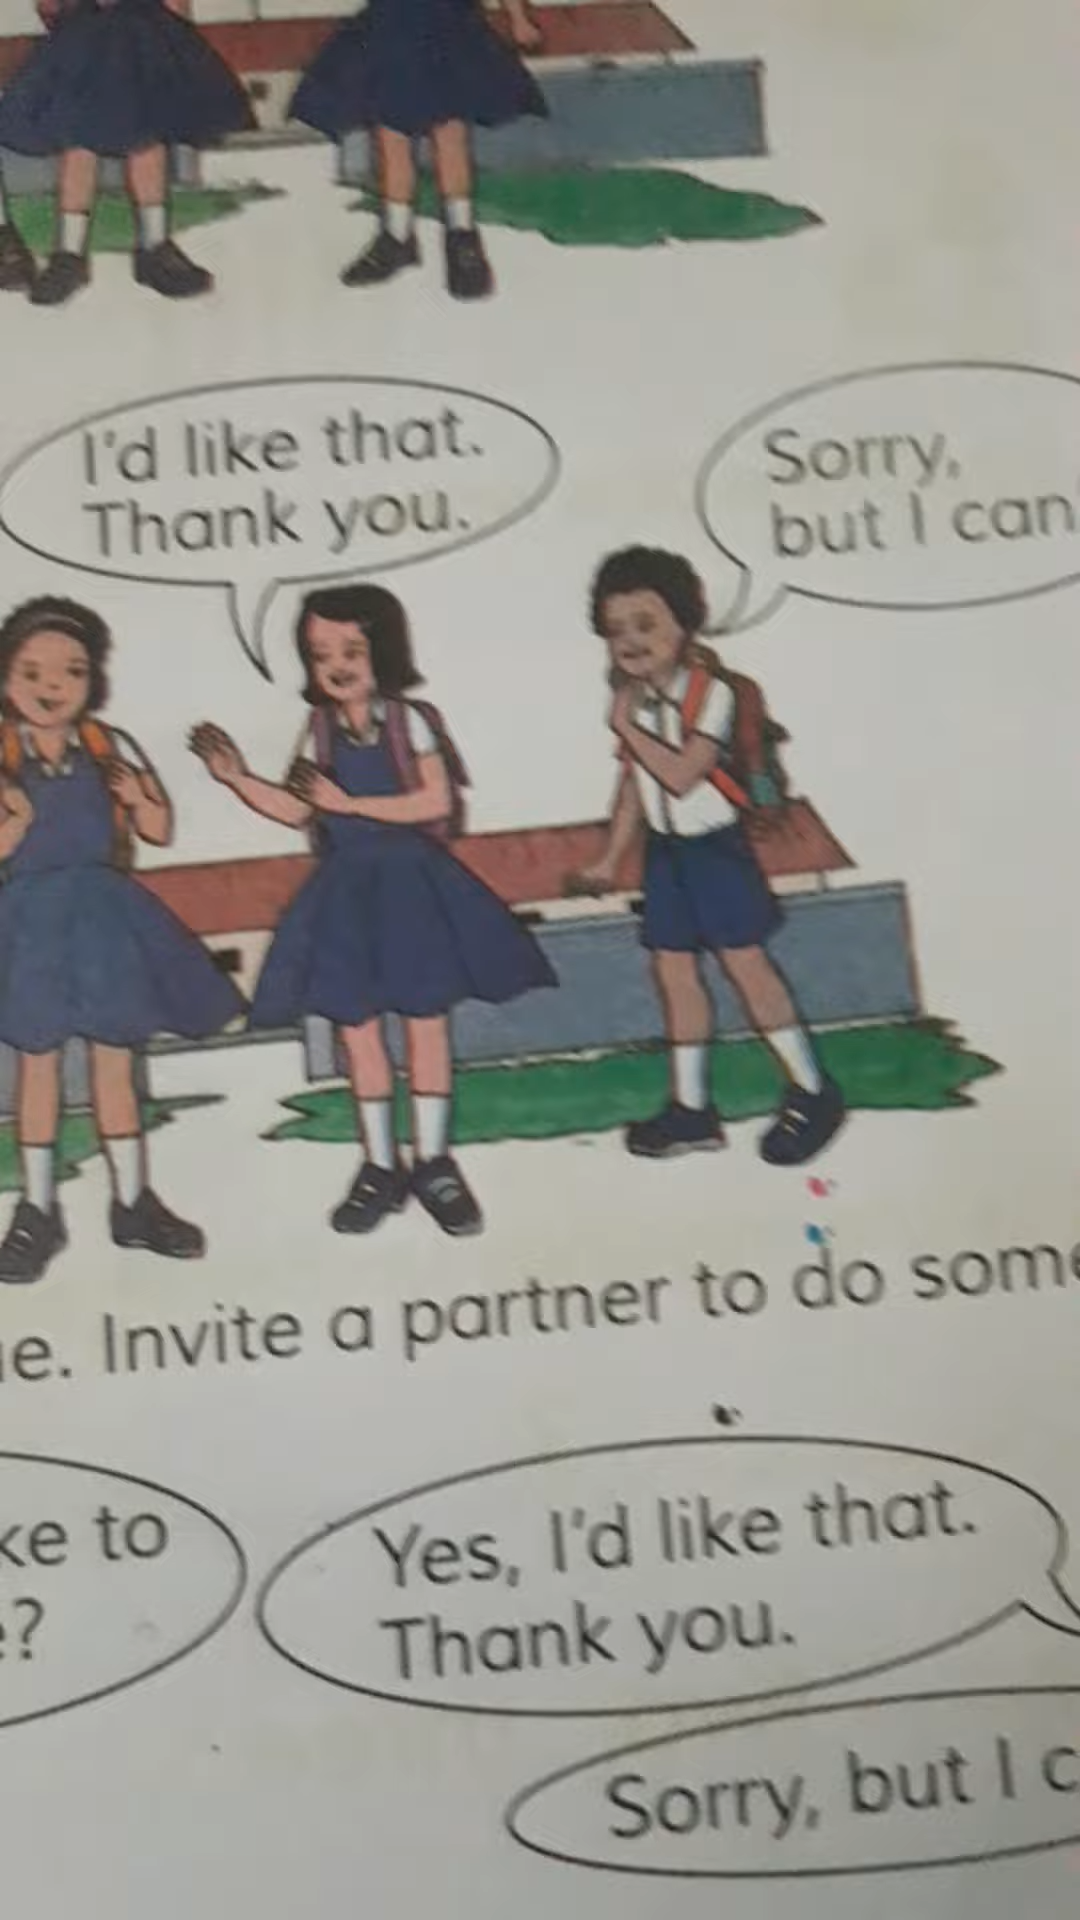 I'd like that.
Thank you.
Sorry,
but I can
e. Invite a partner to do some
ke to
?
Yes, I'd like that.
Thank you.
Sorry, but I c